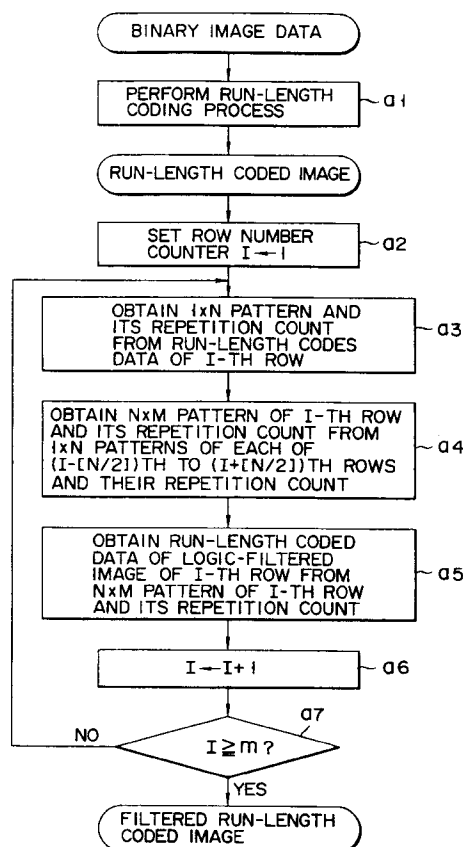 BINARY IMAGE DATA
PERFORM RUN-LENGTH
CODING PROCESS
a1
RUN-LENGTH CODED IMAGE
SET ROW NUMBER
COUNTER I←1
a2
OBTAIN 1×N PATTERN AND
ITS REPETITION COUNT
FROM RUN-LENGTH CODES
DATA OF I-TH ROW
a3
OBTAIN N×M PATTERN OF I-TH ROW
AND ITS REPETITION COUNT FROM
1×N PATTERNS OF EACH OF
(I-[N/2])TH TO (I+[N/2])TH ROWS
AND THEIR REPETITION COUNT
a4
OBTAIN RUN-LENGTH CODED
DATA OF LOGIC-FILTERED
IMAGE OF I-TH ROW FROM
N×M PATTERN OF I-TH ROW
AND ITS REPETITION COUNT
a5
I←I+1
a6
a7
NO
I≧m?
YES
FILTERED RUN-LENGTH
CODED IMAGE